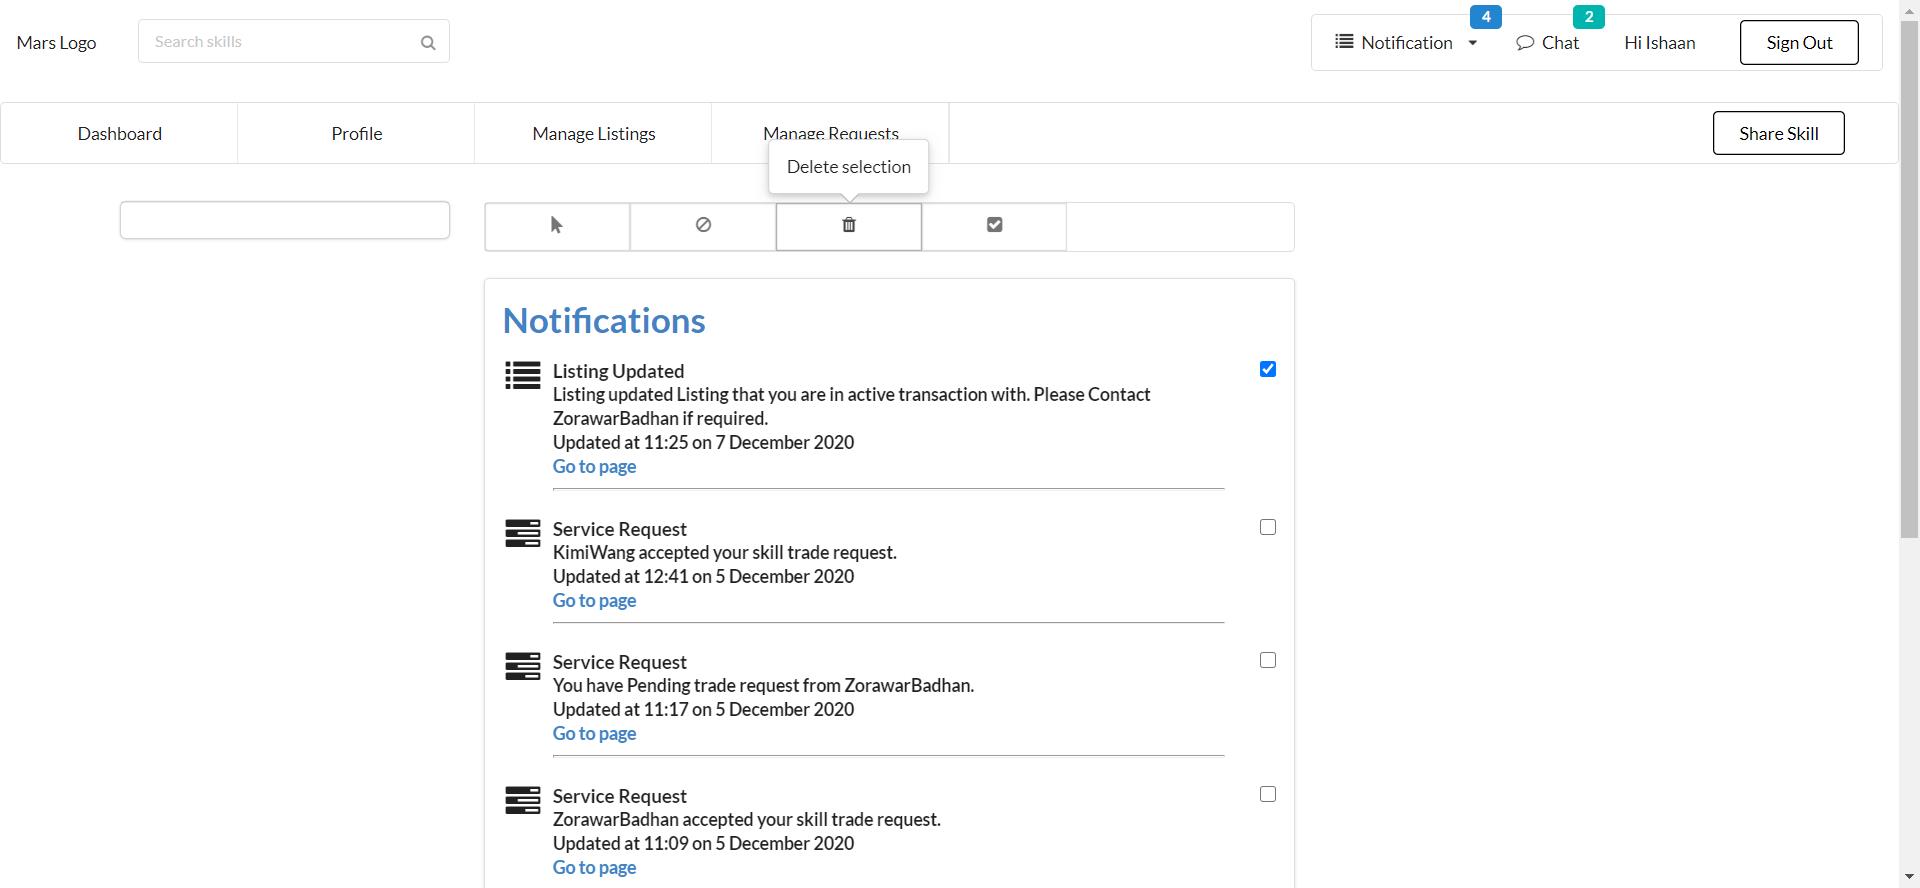 Mars Logo
Search skills
Notification
4
Chat
2
Hi Ishaan
Sign Out
Dashboard
Profile
Manage Listings
Manage Requests
Share Skill
Delete selection
Notifications
Listing Updated
Listing updated Listing that you are in active transaction with. Please Contact
ZorawarBadhan if required.
Updated at 11:25 on 7 December 2020
Go to page
Service Request
KimiWang accepted your skill trade request.
Updated at 12:41 on 5 December 2020
Go to page
Service Request
You have Pending trade request from ZorawarBadhan.
Updated at 11:17 on 5 December 2020
Go to page
Service Request
ZorawarBadhan accepted your skill trade request.
Updated at 11:09 on 5 December 2020
Go to page